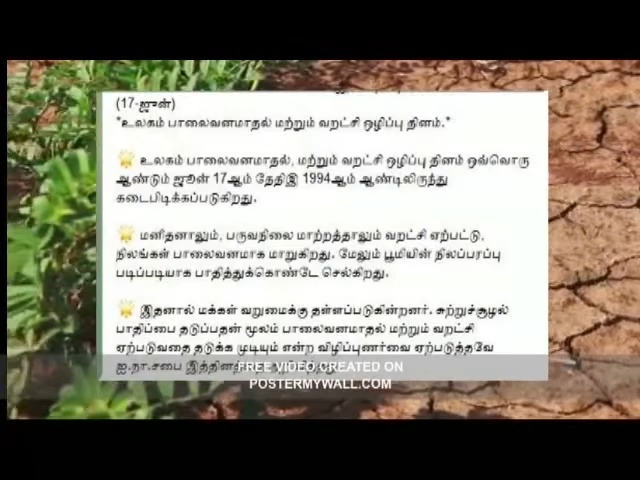 (17-ஜுன்)
*உலகம் பாலைவனமாதல் மற்றும் வறட்சி ஒழிப்பு தினம்.*
உலகம் பாலைவனமாதல், மற்றும் வறட்சி ஒழிப்பு தினம் ஒவ்வொரு
ஆண்டும் ஜூன் 17ஆம் தேதிஇ 1994ஆம் ஆண்டிலிருந்து
கடைபிடிக்கப்படுகிறது.
மனிதனாலும், பருவநிலை மாற்றத்தாலும் வறட்சி ஏற்பட்டு,
நிலங்கள் பாலைவனமாக மாறுகிறது. மேலும் பூமியின் நிலப்பரப்பு
படிப்படியாக பாதித்துக்கொண்டே செல்கிறது.
இதனால் மக்கள் வறுமைக்கு தள்ளப்படுகின்றனர். சுற்றுச்சூழல்
பாதிப்பை தடுப்பதன் மூலம் பாலைவனமாதல் மற்றும் வறட்சி
ஏற்படுவதை தடுக்க முடியும் என்ற விழிப்புணர்வை ஏற்படுத்தவே
ஐ.நா.சபை
FREE VIDEO CREATED ON
POSTERMYWALL.COM